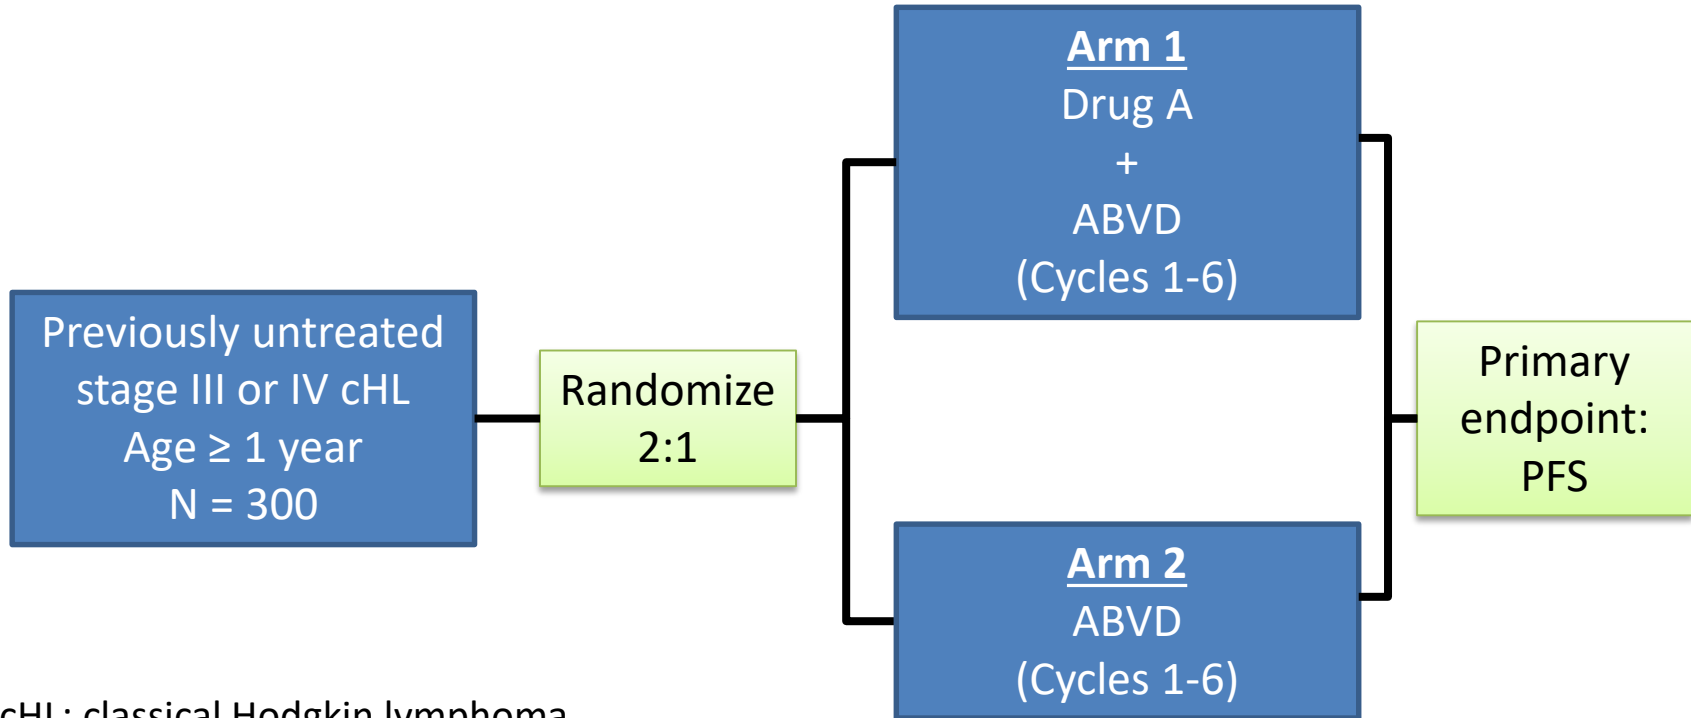 Previously untreated
stage III or IV cHL
Age ≥ 1 year
N = 300
Randomize
2:1
Arm 1
Drug A
+
ABVD
(Cycles 1-6)
Arm 2
ABVD
(Cycles 1-6)
Primary
endpoint:
PFS
cHL: classical Hodgkin lymphoma